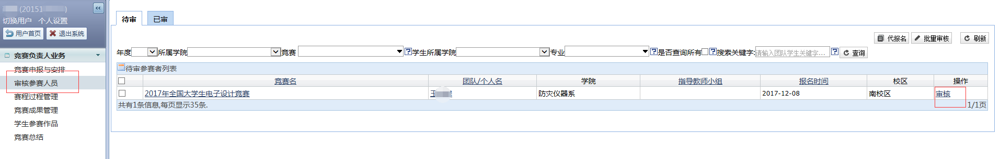 (20151 )
切换用户 个人设置
用户首页 退出系统
竞赛负责人业务
竞赛申报与安排
审核参赛人员
赛程过程管理
竞赛成果管理
学生参赛作品
竞赛总结
待审 已审
代报名 批量审核 刷新
年度 所属学院 竞赛 ? 学生所属学院 专业 ? 是否查询所有 ? 搜索关键字: 请输入团队学生关键字... ? 查询
待审参赛者列表
竞赛名 团队/个人名 学院 指导教师小组 报名时间 校区 操作
2017年全国大学生电子设计竞赛 王 防灾仪器系 2017-12-08 南校区 审核
共有1条信息,每页显示35条. 1/1页